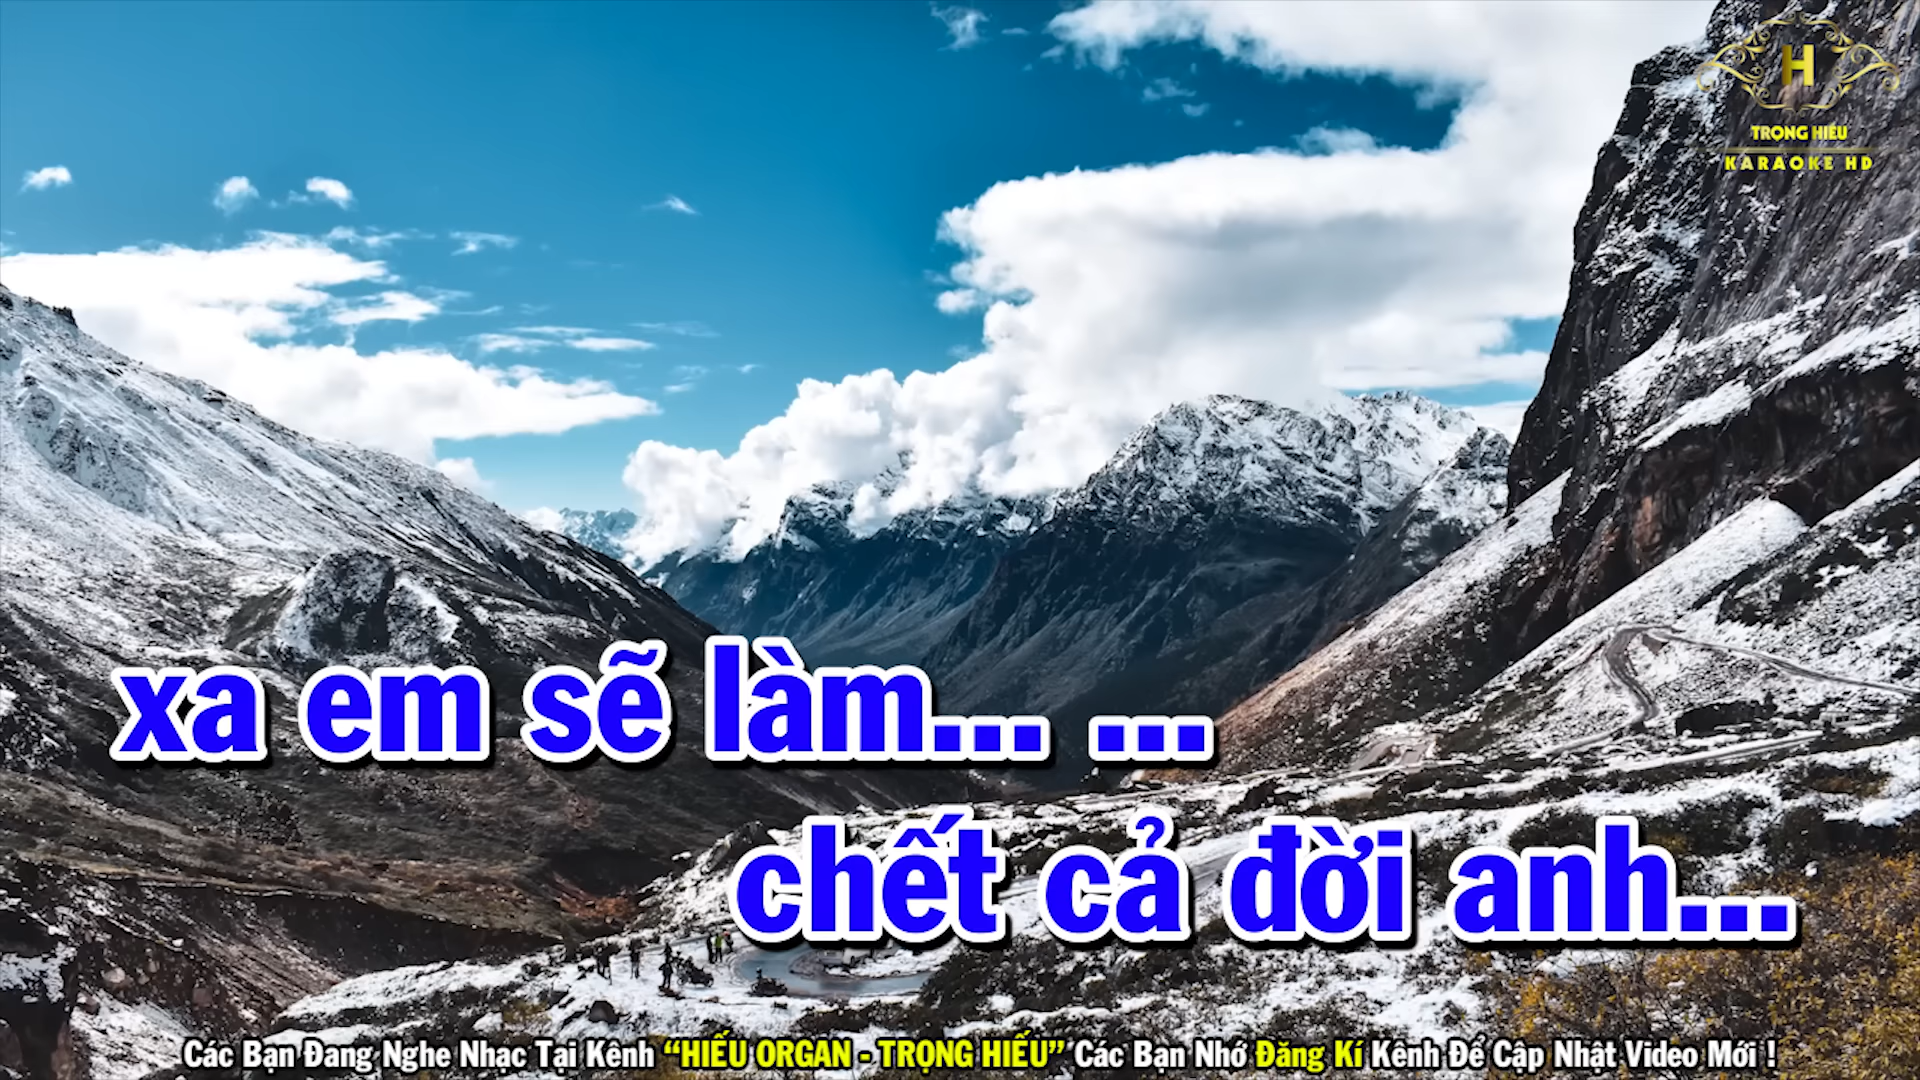 H
TRỌNG HIẾU
KARAOKE HD
xa em sẽ làm... ...
chết cả đời anh...
Các Bạn Đang Nghe Nhạc Tại Kênh “HIẾU ORGAN - TRỌNG HIẾU” Các Bạn Nhớ Đăng Kí Kênh Để Cập Nhật Video Mới !